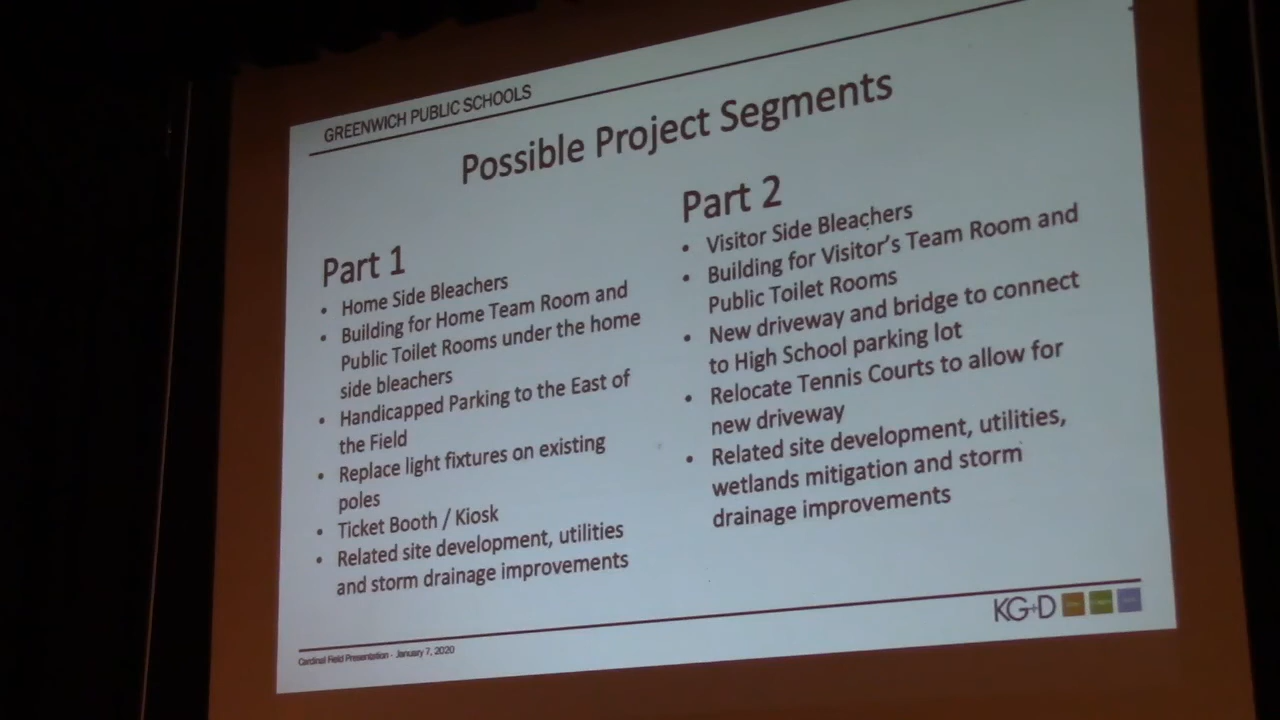 GREENWICH PUBLIC SCHOOLS
Possible Project Segments
Part 1
• Home Side Bleachers
• Building for Home Team Room and
Public Toilet Rooms under the home
side bleachers
• Handicapped Parking to the East of
the Field
• Replace light fixtures on existing
poles
• Ticket Booth / Kiosk
• Related site development, utilities
and storm drainage improvements
Part 2
• Visitor Side Bleachers
• Building for Visitor's Team Room and
Public Toilet Rooms
• New driveway and bridge to connect
to High School parking lot
• Relocate Tennis Courts to allow for
new driveway
• Related site development, utilities,
wetlands mitigation and storm
drainage improvements
Cardinal Field Presentation - January 7, 2020
KG+D